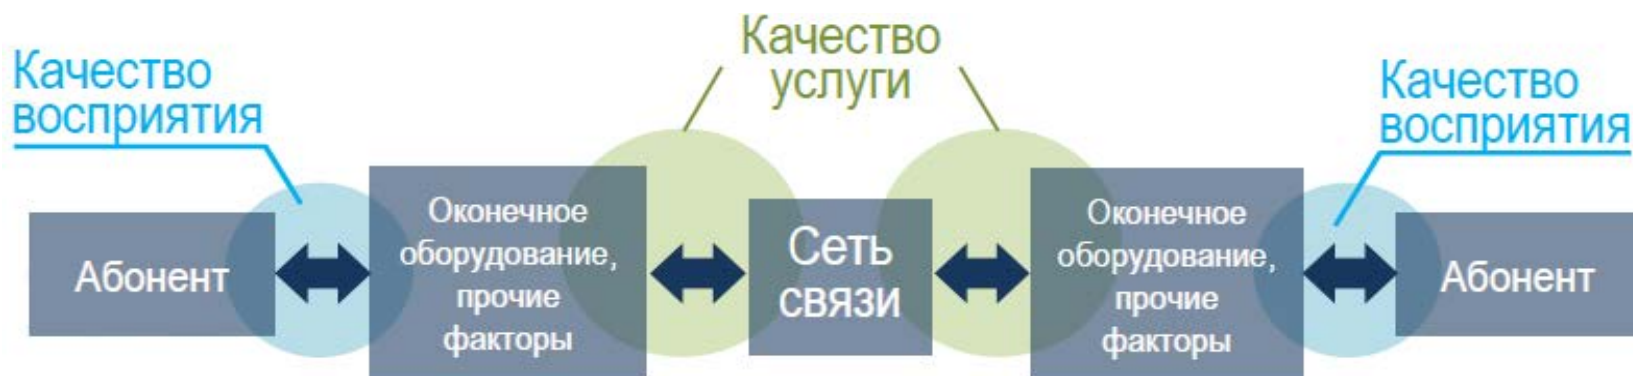 Качество
услуги
Качество
восприятия
Качество
восприятия
Абонент
Оконечное
оборудование,
прочие
факторы
Сеть
связи
Оконечное
оборудование,
прочие
факторы
Абонент